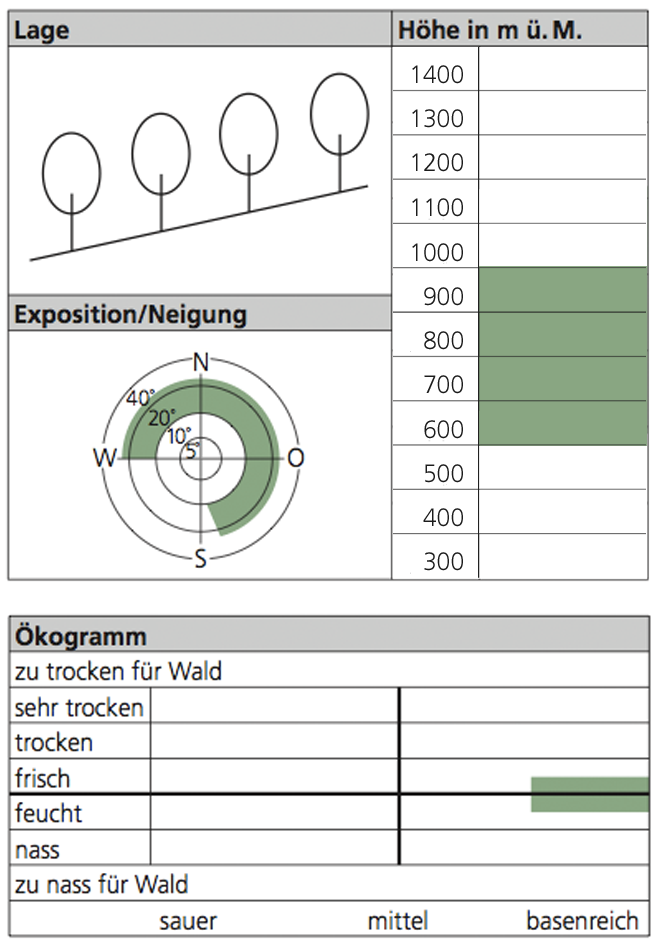 Lage
Höhe in m ü. M.
1400
1300
1200
1100
1000
900
800
700
600
500
400
300
Exposition/Neigung
N
40°
20°
10°
5°
W
O
S
Ökogramm
zu trocken für Wald
sehr trocken
trocken
frisch
feucht
nass
zu nass für Wald
sauer mittel basenreich